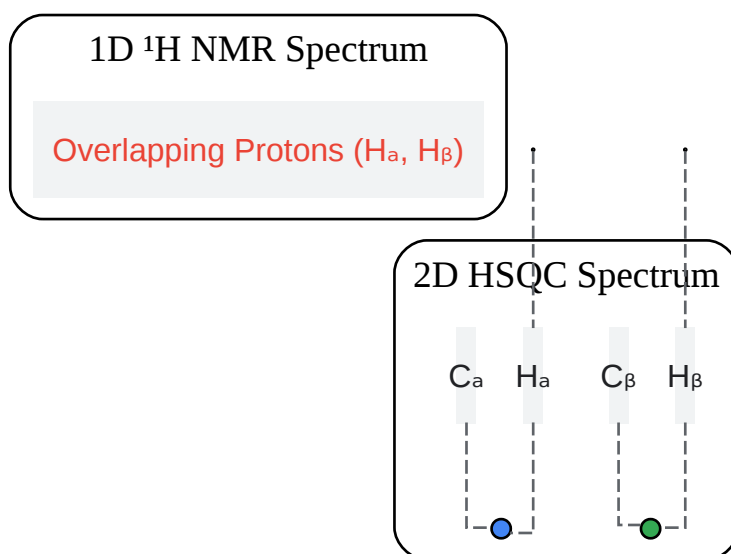 1D ¹H NMR Spectrum
Overlapping Protons (Hₐ, Hᵦ)
2D HSQC Spectrum
Cₐ Hₐ Cᵦ Hᵦ